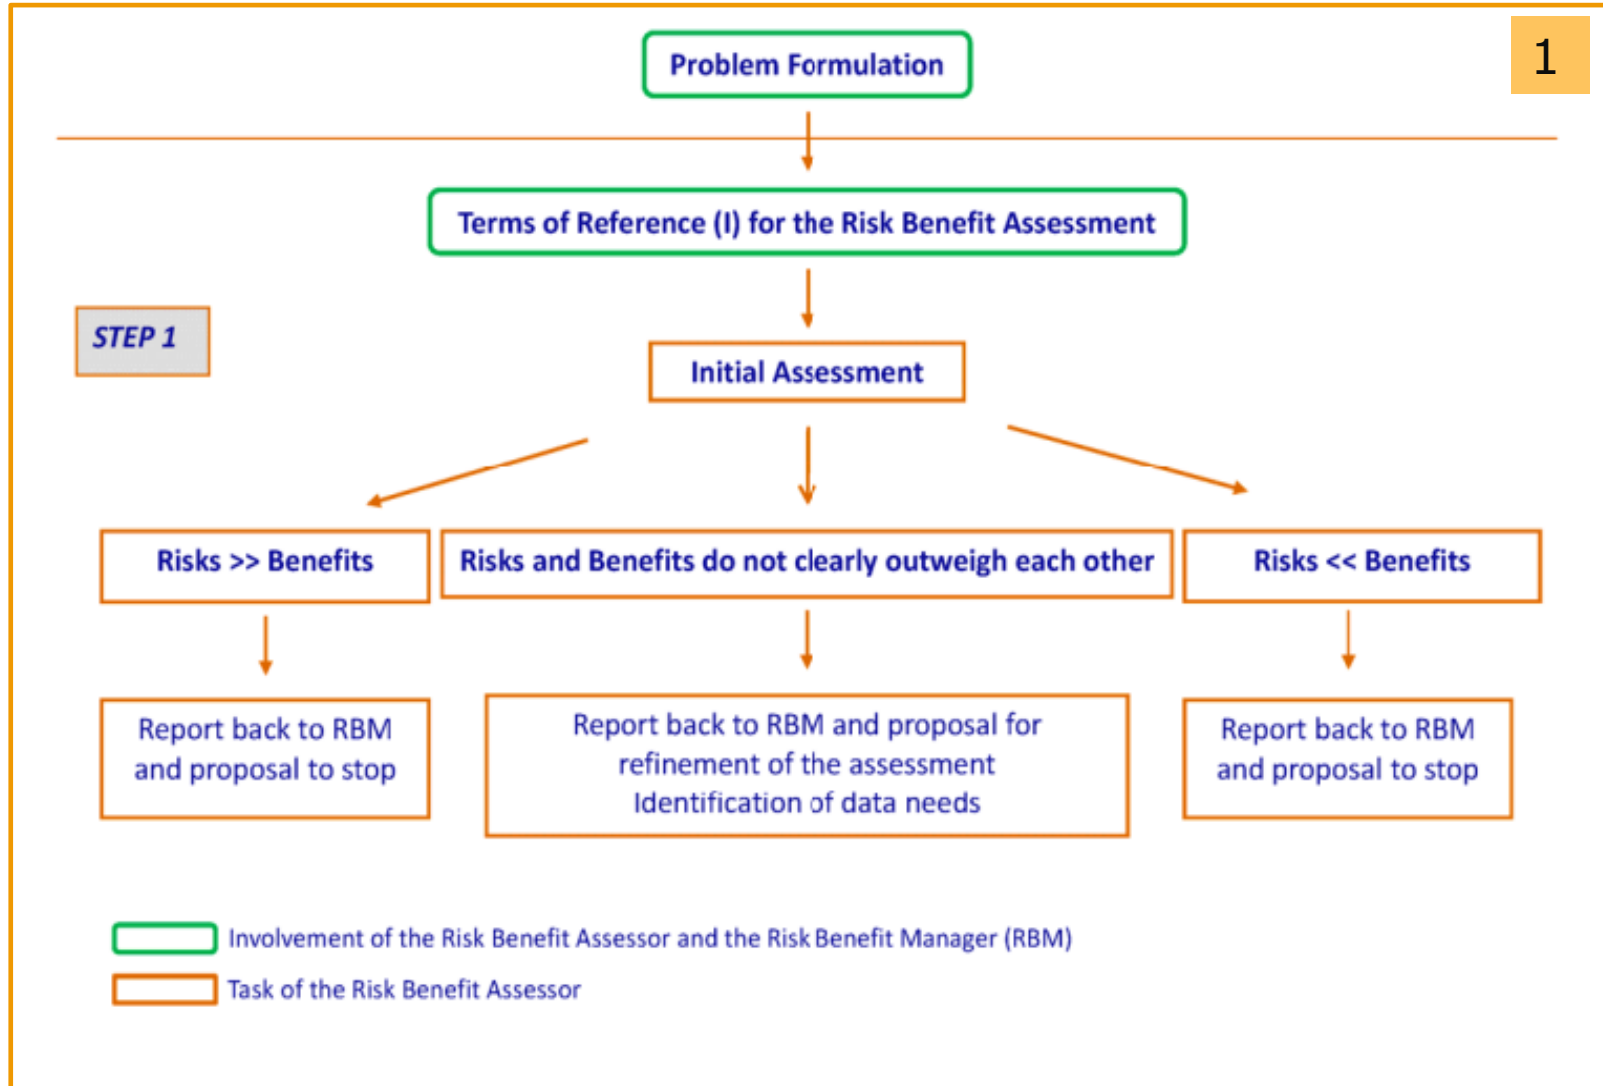 1
Problem Formulation
Terms of Reference (I) for the Risk Benefit Assessment
STEP 1
Initial Assessment
Risks >> Benefits
Risks and Benefits do not clearly outweigh each other
Risks << Benefits
Report back to RBM
and proposal to stop
Report back to RBM and proposal for
refinement of the assessment
Identification of data needs
Report back to RBM
and proposal to stop
Involvement of the Risk Benefit Assessor and the Risk Benefit Manager (RBM)
Task of the Risk Benefit Assessor